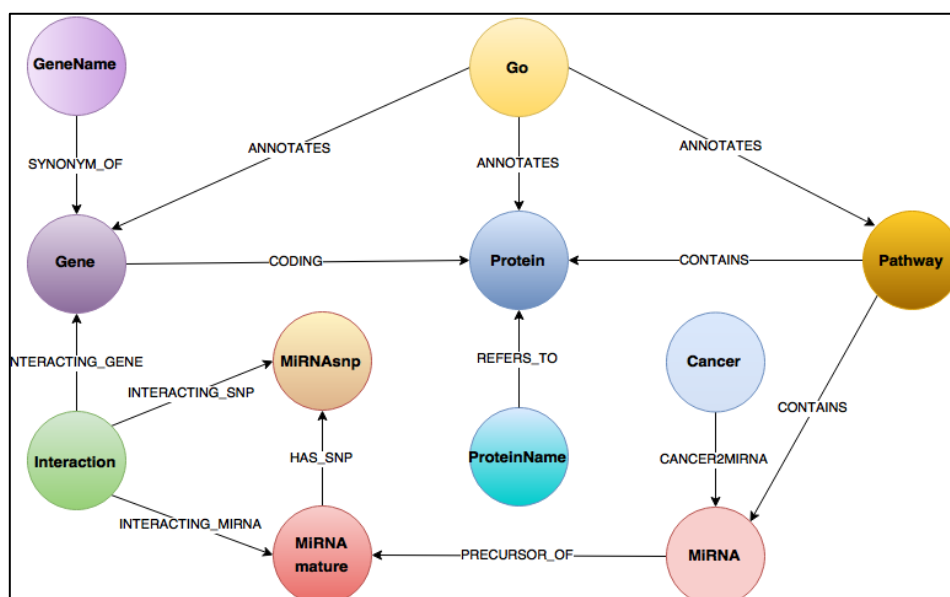 GeneName
Go
ANNOTATES
ANNOTATES
ANNOTATES
SYNONYM_OF
Gene
CODING
Protein
CONTAINS
Pathway
NTERACTING_GENE
MiRNAsnp
REFERS_TO
Cancer
INTERACTING_SNP
CONTAINS
Interaction
HAS_SNP
ProteinName
CANCER2MIRNA
INTERACTING_MIRNA
MiRNA
mature
PRECURSOR_OF
MiRNA